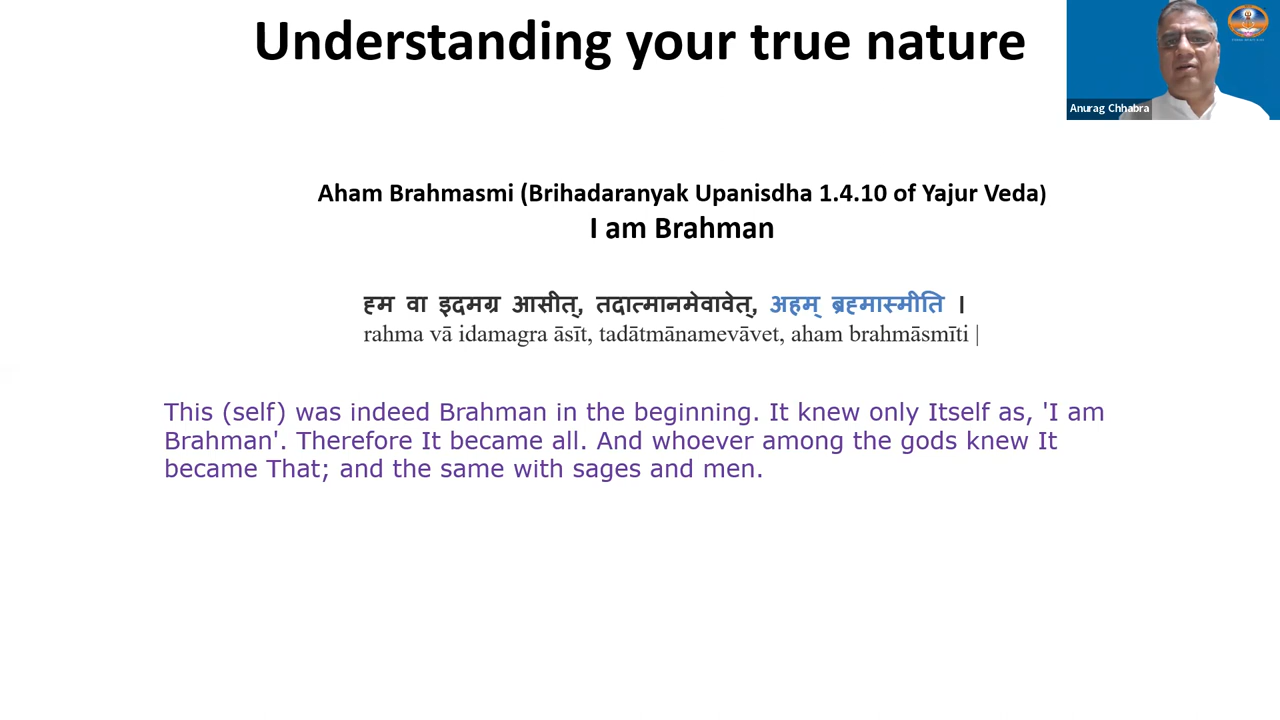 Understanding your true nature
Anurag Chhabra
Aham Brahmasmi (Brihadaranyak Upanisdha 1.4.10 of Yajur Veda)
I am Brahman
ह्म वा इदमग्र आसीत्, तदात्मानमेवावेत्, अहम् ब्रह्मास्मीति ।
rahma vā idamagra āsīt, tadātmānamevāvet, aham brahmāsmīti |
This (self) was indeed Brahman in the beginning. It knew only Itself as, 'I am
Brahman'. Therefore It became all. And whoever among the gods knew It
became That; and the same with sages and men.